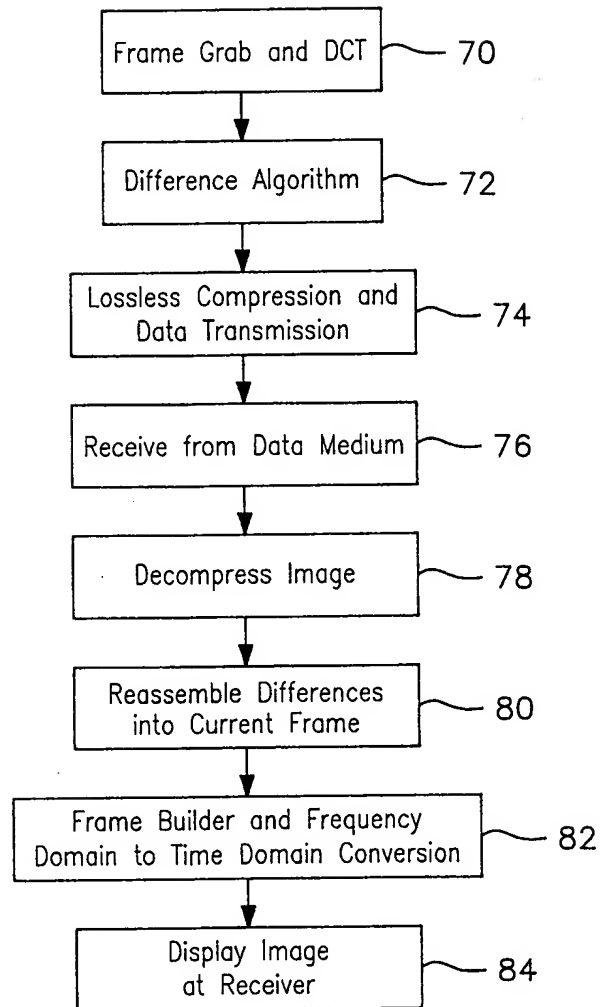 Frame Grab and DCT
70
Difference Algorithm
72
Lossless Compression and
Data Transmission
74
Receive from Data Medium
76
Decompress Image
78
Reassemble Differences
into Current Frame
80
Frame Builder and Frequency
Domain to Time Domain Conversion
82
Display Image
at Receiver
84